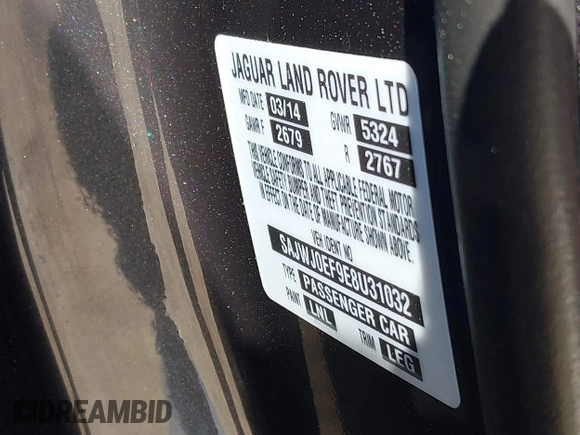 JAGUAR LAND ROVER LTD
MFD DATE 03/14 GVWR 5324
GAWR F 2679 R 2767
THIS VEHICLE CONFORMS TO ALL APPLICABLE FEDERAL MOTOR
VEHICLE SAFETY BUMPER AND THEFT PREVENTION STANDARDS
IN EFFECT ON THE DATE OF MANUFACTURE SHOWN ABOVE.
VEH IDENT NO
SAJWJ0EF9E8U31032
TYPE PASSENGER CAR
PAINT LNL TRIM LEG
DREAMBID